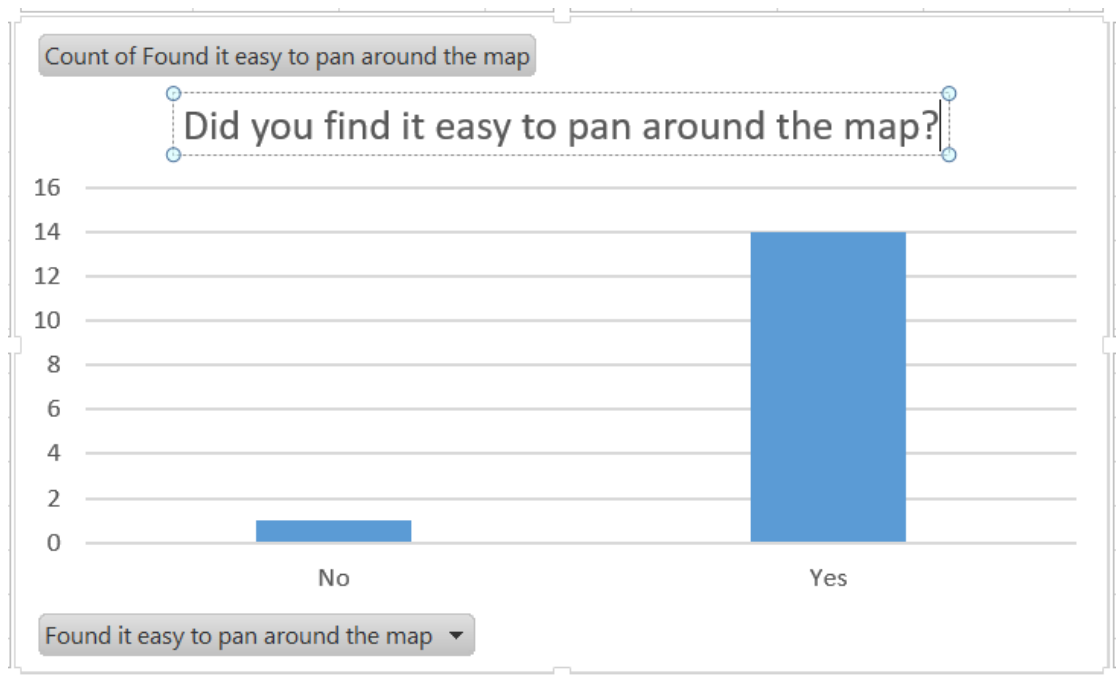 Count of Found it easy to pan around the map
Did you find it easy to pan around the map?
16
14
12
10
8
6
4
2
0
No Yes
Found it easy to pan around the map